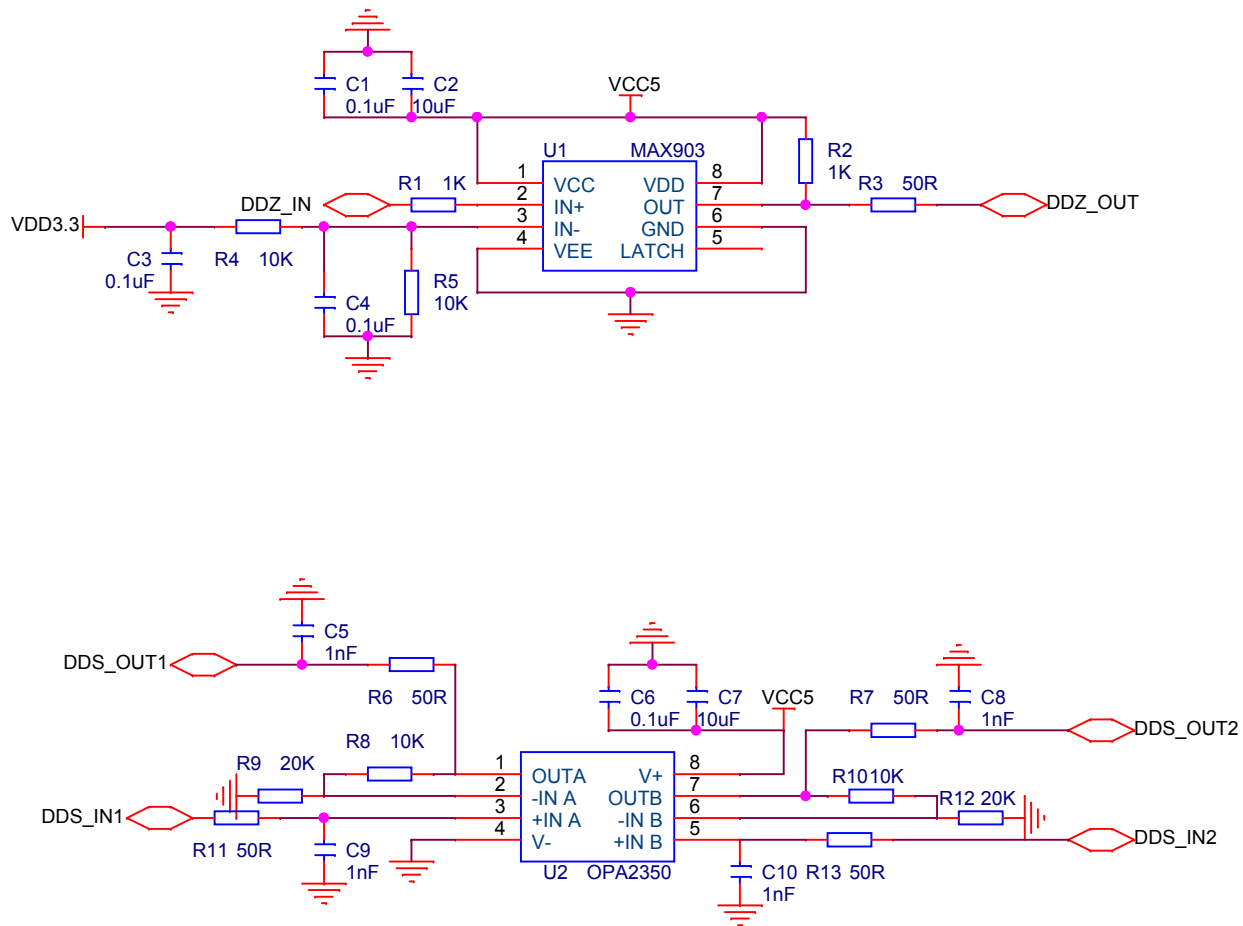 C1
0.1uF
C2
10uF
VCC5
U1
MAX903
R2
1K
R3 50R
DDZ_OUT
1
2
3
4
VCC
IN+
IN-
VEE
VDD
OUT
GND
LATCH
8
7
6
5
R1 1K
DDZ_IN
VDD3.3
C3
0.1uF
R4 10K
C4
0.1uF
R5
10K
C5
1nF
DDS_OUT1
R6 50R
C6
0.1uF
C7
10uF
VCC5
R7 50R
C8
1nF
DDS_OUT2
R8 10K
R9 20K
DDS_IN1
R11 50R
C9
1nF
1
2
3
4
OUTA
-IN A
+IN A
V-
V+
OUTB
-IN B
+IN B
8
7
6
5
U2 OPA2350
R10 10K
R12 20K
DDS_IN2
C10
1nF
R13 50R